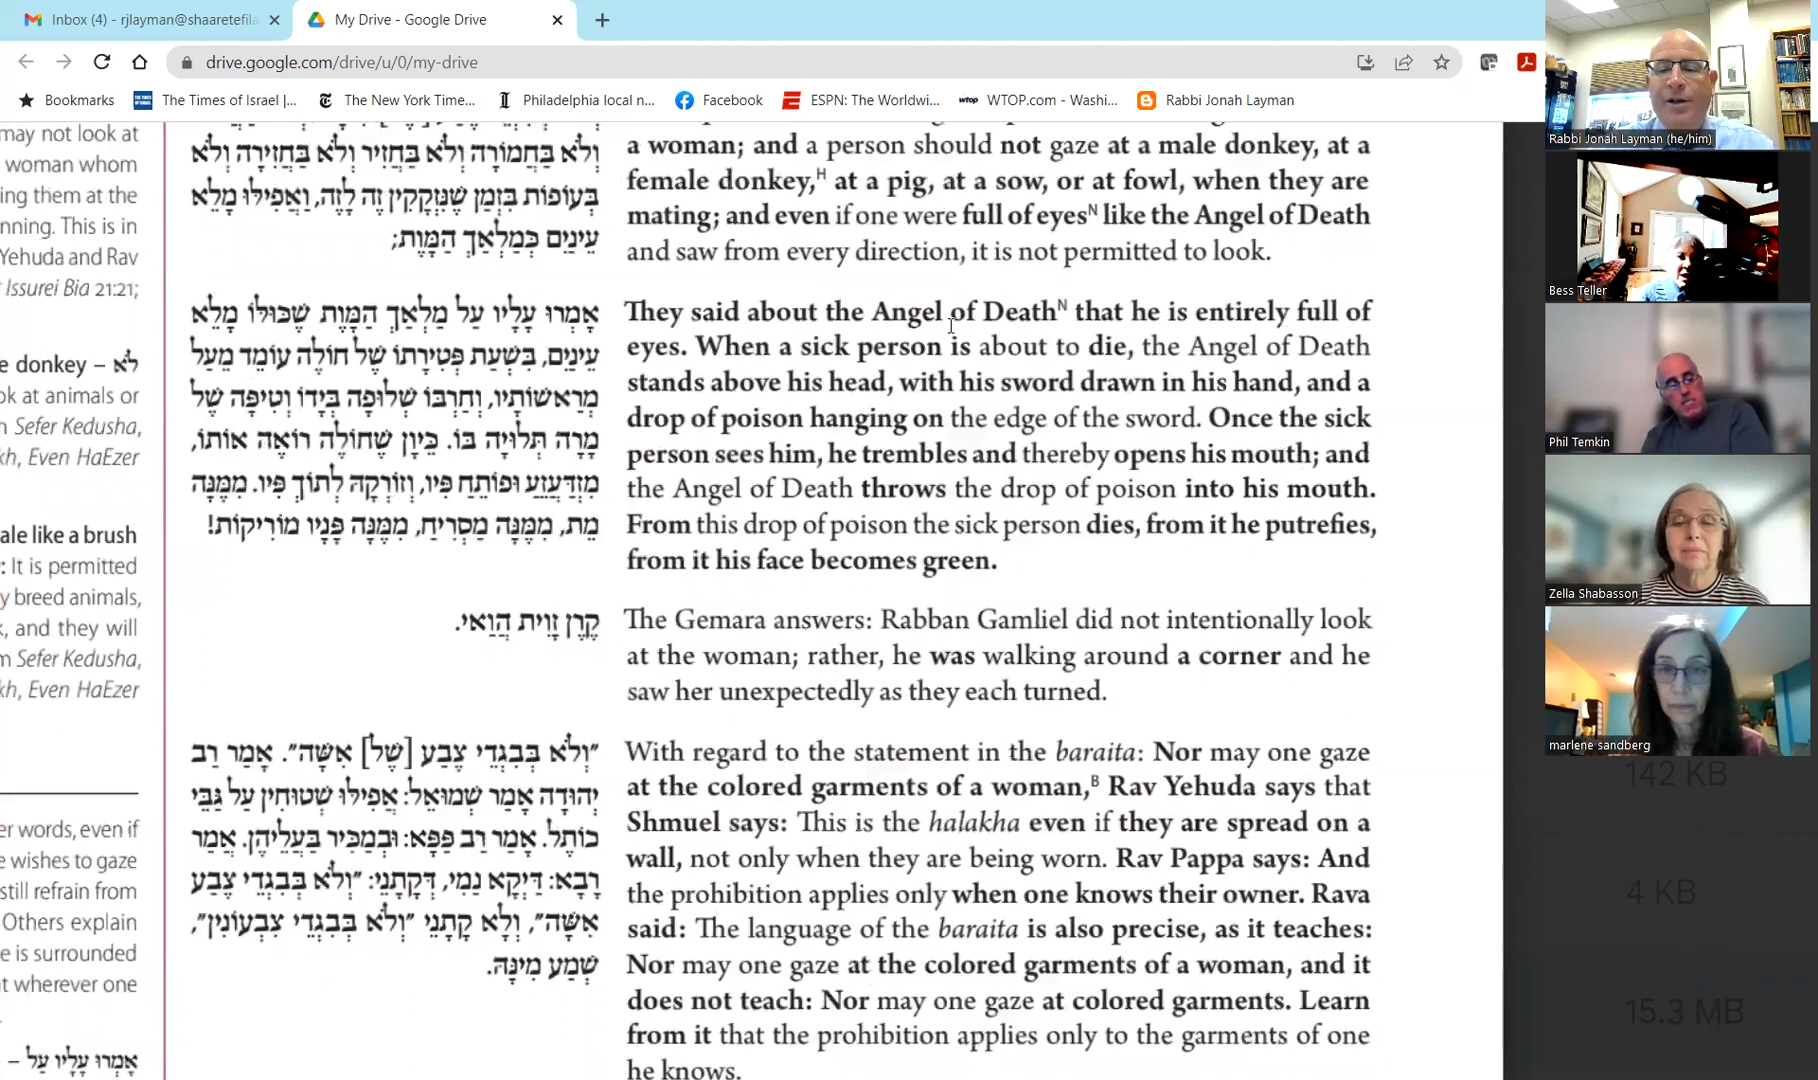 Inbox (4) - rjlayman@shaaretefila
My Drive - Google Drive
drive.google.com/drive/u/0/my-drive
Bookmarks
The Times of Israel |...
The New York Time...
Philadelphia local n...
Facebook
ESPN: The Worldwi...
WTOP.com - Washi...
Rabbi Jonah Layman
may not look at
woman whom
ing them at the
nning. This is in
Yehuda and Rav
Issurei Bia 21:21;
e donkey – לֹא
ok at animals or
n Sefer Kedusha,
kh, Even HaEzer
ale like a brush
: It is permitted
y breed animals,
k, and they will
m Sefer Kedusha,
kh, Even HaEzer
er words, even if
e wishes to gaze
still refrain from
Others explain
e is surrounded
t wherever one
– אָמְרוּ עָלָיו עַל
וְלֹא בַּחֲמוֹרָה וְלֹא בַּחֲזִיר וְלֹא בַּחֲזִירָה וְלֹא
בָּעוֹפוֹת בִּזְמַן שֶׁנִּזְקָקִין זֶה לָזֶה, וַאֲפִילּוּ מָלֵא
עֵינַיִם כְּמַלְאַךְ הַמָּוֶת;
אָמְרוּ עָלָיו עַל מַלְאַךְ הַמָּוֶת שֶׁכּוּלּוֹ מָלֵא
עֵינַיִם, בִּשְׁעַת פְּטִירָתוֹ שֶׁל חוֹלֶה עוֹמֵד מֵעַל
מְרַאֲשׁוֹתָיו, וְחַרְבּוֹ שְׁלוּפָה בְּיָדוֹ וְטִיפָּה שֶׁל
מָרָה תְּלוּיָה בּוֹ. כֵּיוָן שֶׁחוֹלֶה רוֹאֶה אוֹתוֹ,
מִזְדַּעְזֵעַ וּפוֹתֵחַ פִּיו, וְזוֹרְקָהּ לְתוֹךְ פִּיו. מִמֶּנָּה
מֵת, מִמֶּנָּה מַסְרִיחַ, מִמֶּנָּה פָּנָיו מוֹרִיקוֹת!
קֶרֶן זָוִית הֲוַאי.
״וְלֹא בְּבִגְדֵי צֶבַע [שֶׁל] אִשָּׁה״. אָמַר רַב
יְהוּדָה אָמַר שְׁמוּאֵל: אֲפִילּוּ שְׁטוּחִין עַל גַּבֵּי
כּוֹתֶל. אָמַר רַב פָּפָּא: וּבְמַכִּיר בַּעֲלֵיהֶן. אֲמַר
רָבָא: דַּיְקָא נַמִי, דְּקָתָנֵי: ״וְלֹא בְּבִגְדֵי צֶבַע
אִשָּׁה״, וְלָא קָתָנֵי ״וְלֹא בְּבִגְדֵי צִבְעוֹנִין״,
שְׁמַע מִינָּהּ.
a woman; and a person should not gaze at a male donkey, at a
female donkey,ᴴ at a pig, at a sow, or at fowl, when they are
mating; and even if one were full of eyesᴺ like the Angel of Death
and saw from every direction, it is not permitted to look.
They said about the Angel of Deathᴺ that he is entirely full of
eyes. When a sick person is about to die, the Angel of Death
stands above his head, with his sword drawn in his hand, and a
drop of poison hanging on the edge of the sword. Once the sick
person sees him, he trembles and thereby opens his mouth; and
the Angel of Death throws the drop of poison into his mouth.
From this drop of poison the sick person dies, from it he putrefies,
from it his face becomes green.
The Gemara answers: Rabban Gamliel did not intentionally look
at the woman; rather, he was walking around a corner and he
saw her unexpectedly as they each turned.
With regard to the statement in the baraita: Nor may one gaze
at the colored garments of a woman,ᴮ Rav Yehuda says that
Shmuel says: This is the halakha even if they are spread on a
wall, not only when they are being worn. Rav Pappa says: And
the prohibition applies only when one knows their owner. Rava
said: The language of the baraita is also precise, as it teaches:
Nor may one gaze at the colored garments of a woman, and it
does not teach: Nor may one gaze at colored garments. Learn
from it that the prohibition applies only to the garments of one
he knows.
Rabbi Jonah Layman (he/him)
Bess Teller
Phil Temkin
Zella Shabasson
marlene sandberg
142 KB
4 KB
15.3 MB